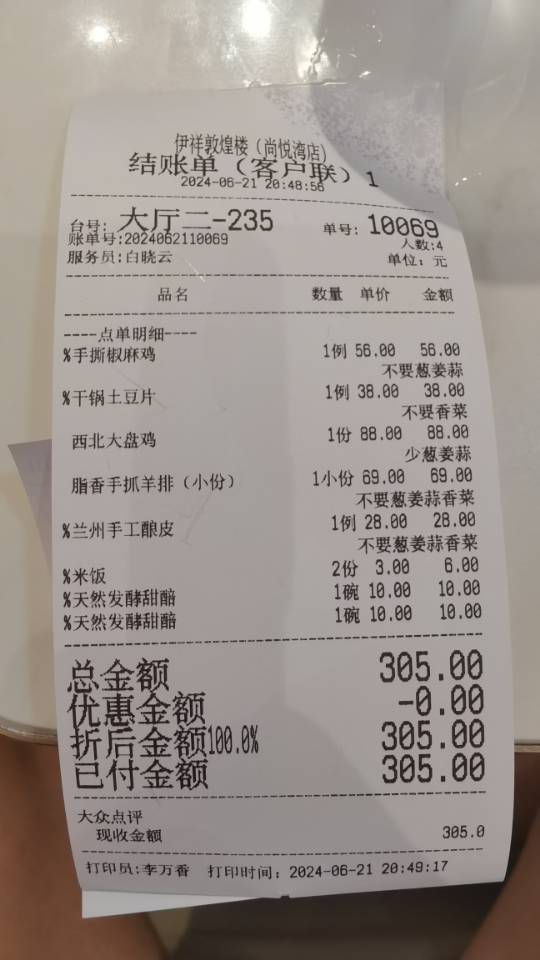 伊祥敦煌楼（尚悦湾店）
结账单（客户联）1
2024-06-21 20:48:56
台号: 大厅二-235 单号: 10069
账单号:2024062110069 人数:4
服务员:白晓云 单位: 元
品名 数量 单价 金额
----点单明细----
%手撕椒麻鸡 1例 56.00 56.00
不要葱姜蒜
%干锅土豆片 1例 38.00 38.00
不要香菜
西北大盘鸡 1份 88.00 88.00
少葱姜蒜
脂香手抓羊排（小份） 1小份 69.00 69.00
不要葱姜蒜香菜
%兰州手工酿皮 1例 28.00 28.00
不要葱姜蒜香菜
%米饭 2份 3.00 6.00
%天然发酵甜醅 1碗 10.00 10.00
%天然发酵甜醅 1碗 10.00 10.00
总金额 305.00
优惠金额 -0.00
折后金额100.0% 305.00
已付金额 305.00
大众点评
现收金额 305.0
打印员:李万香 打印时间: 2024-06-21 20:49:17